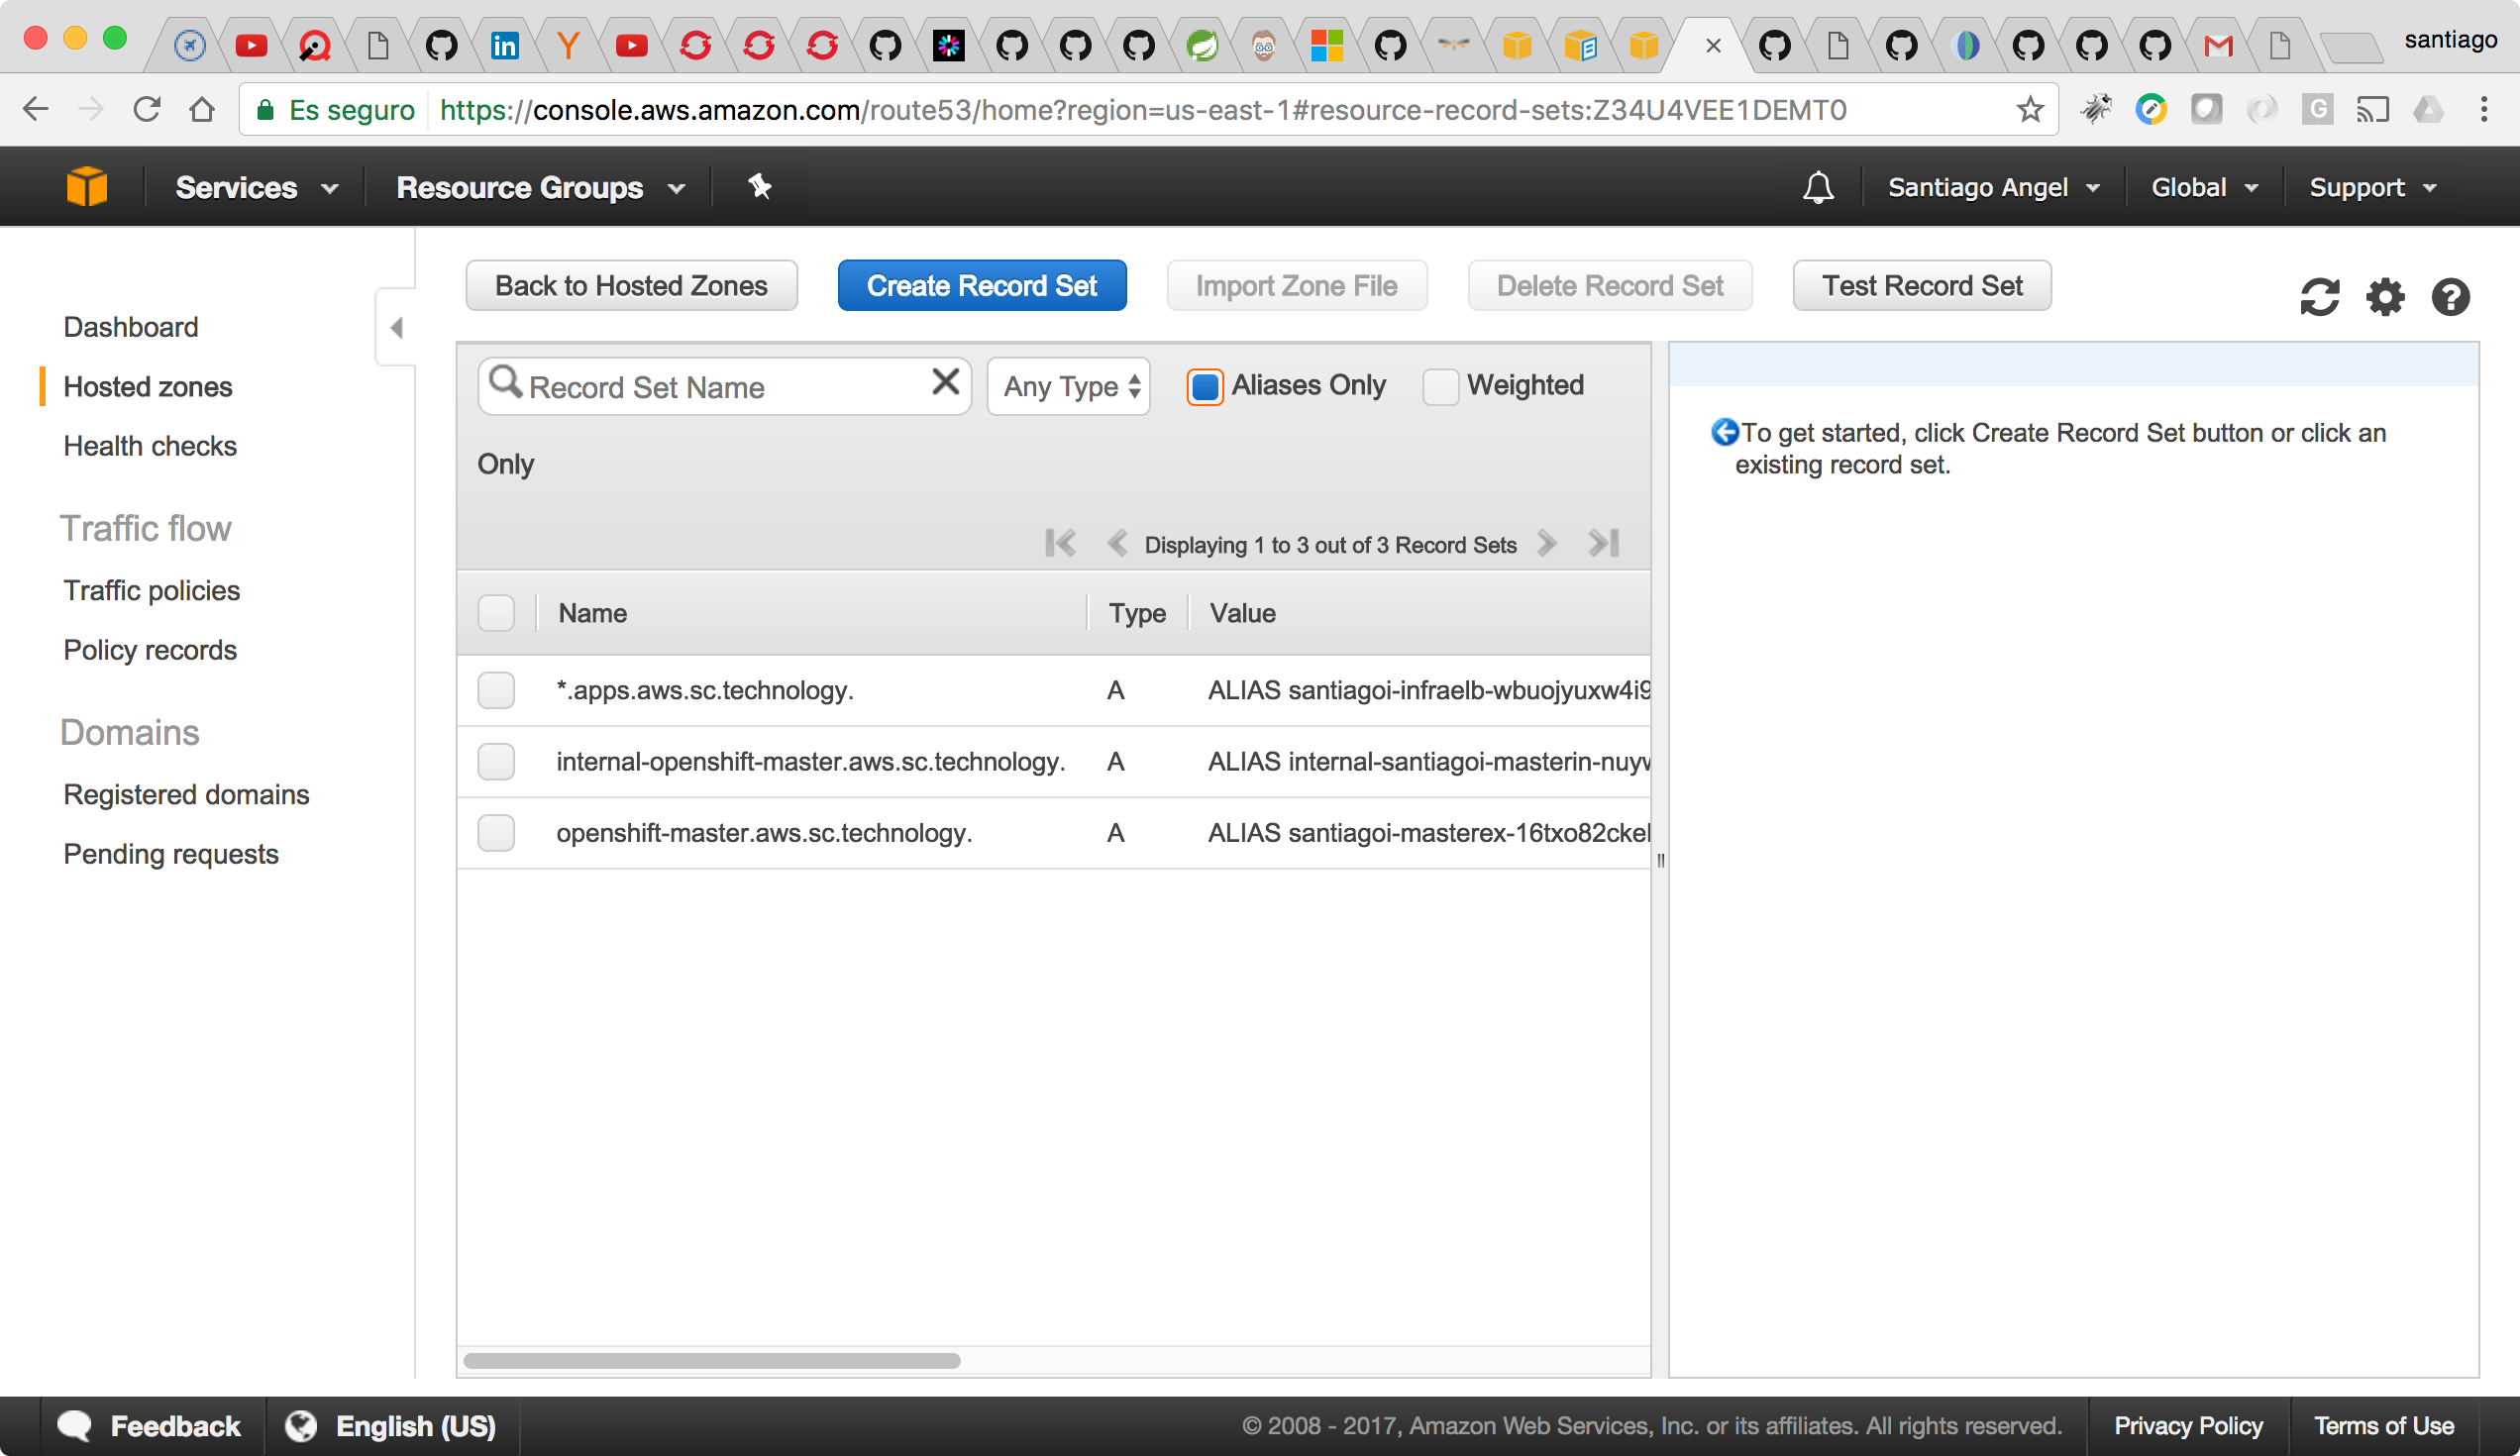 santiago
Es seguro https://console.aws.amazon.com/route53/home?region=us-east-1#resource-record-sets:Z34U4VEE1DEMT0
Services Resource Groups Santiago Angel Global Support
Back to Hosted Zones Create Record Set Import Zone File Delete Record Set Test Record Set
Dashboard
Hosted zones
Health checks
Traffic flow
Traffic policies
Policy records
Domains
Registered domains
Pending requests
Record Set Name Any Type Aliases Only Weighted
Only
Displaying 1 to 3 out of 3 Record Sets
Name Type Value
*.apps.aws.sc.technology. A ALIAS santiagoi-infraelb-wbuojyuxw4i9
internal-openshift-master.aws.sc.technology. A ALIAS internal-santiagoi-masterin-nuyv
openshift-master.aws.sc.technology. A ALIAS santiagoi-masterex-16txo82ckel
To get started, click Create Record Set button or click an
existing record set.
Feedback English (US) © 2008 - 2017, Amazon Web Services, Inc. or its affiliates. All rights reserved. Privacy Policy Terms of Use